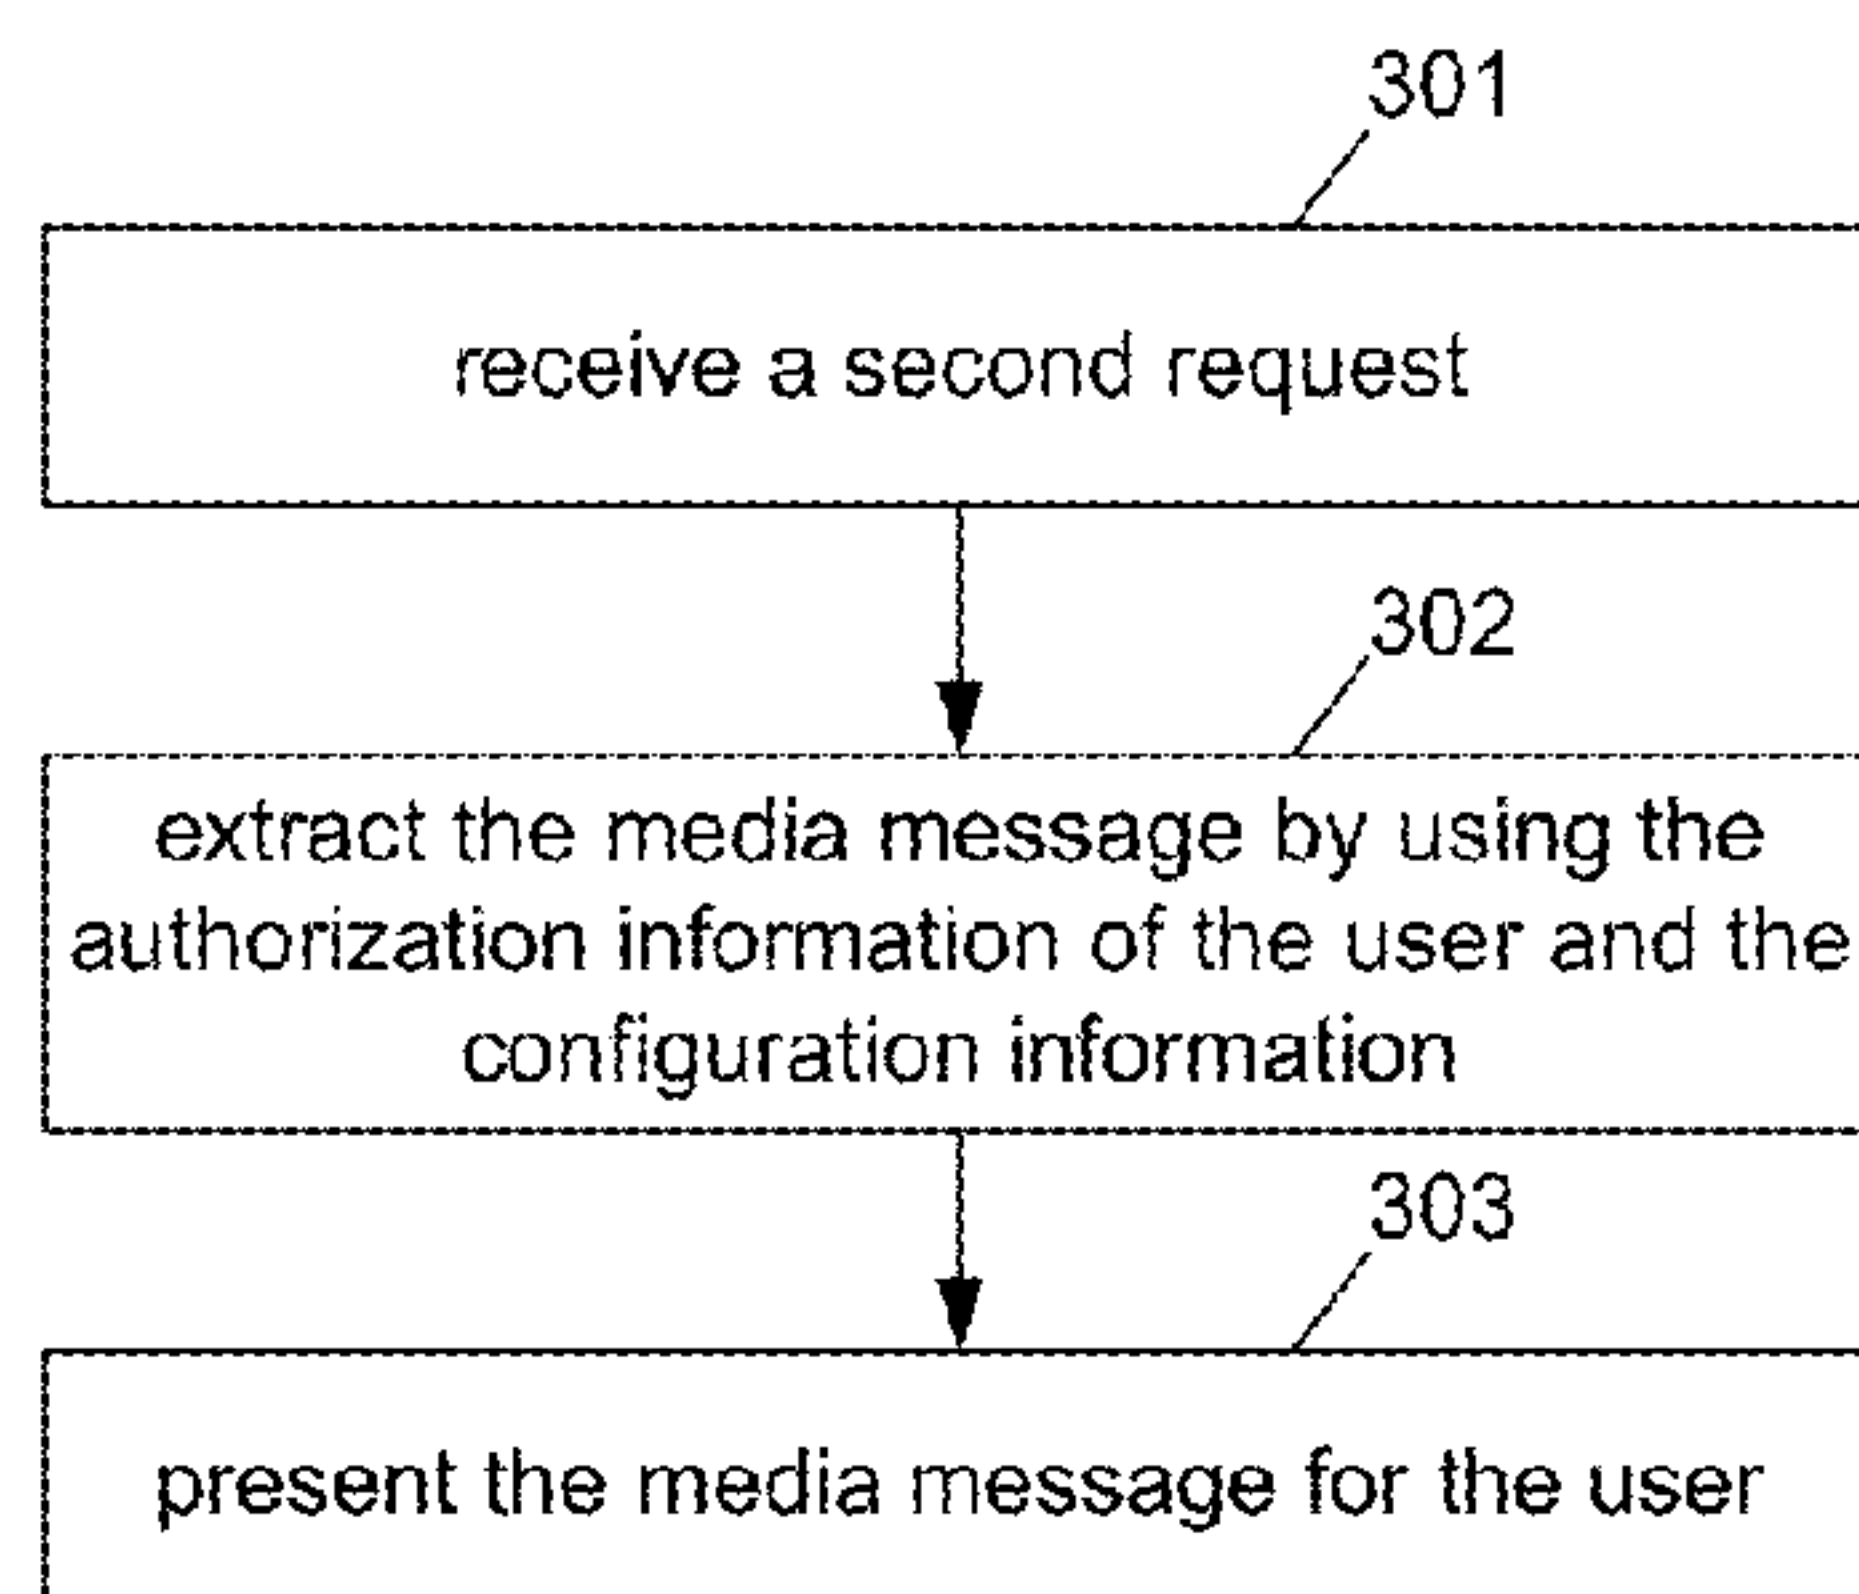 301
receive a second request
302
extract the media message by using the
authorization information of the user and the
configuration information
303
present the media message for the user